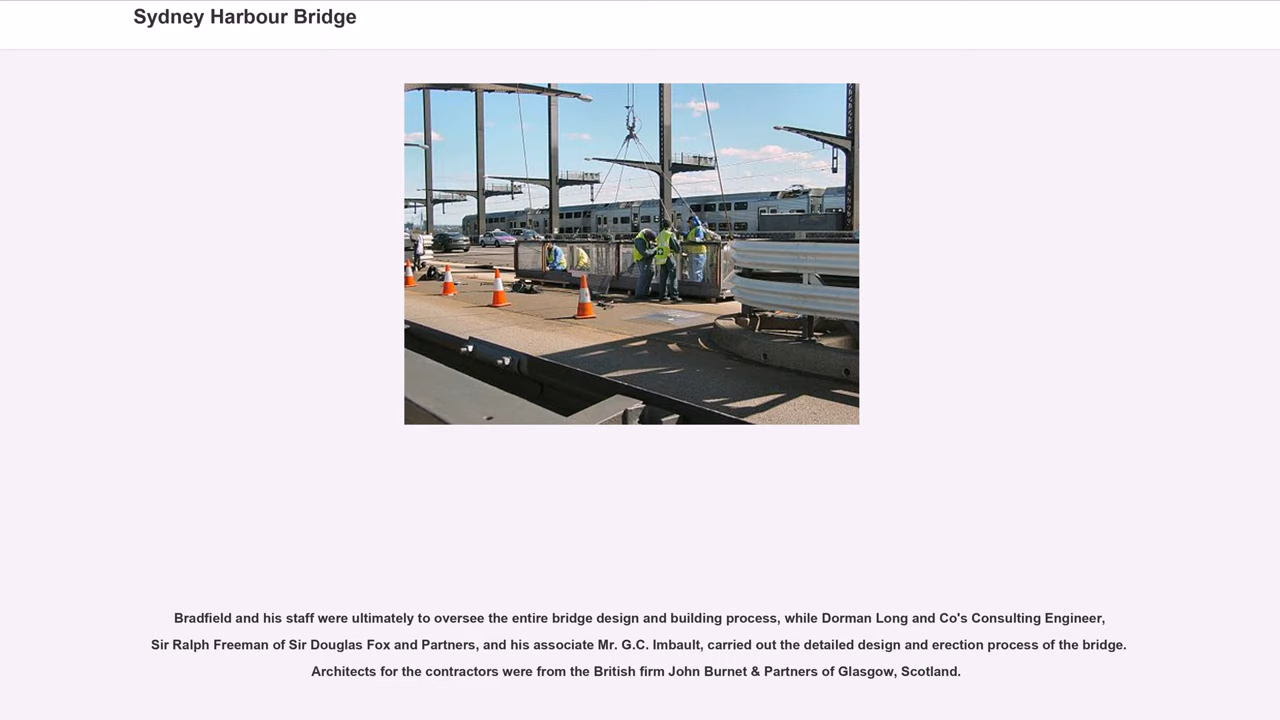 Sydney Harbour Bridge
Bradfield and his staff were ultimately to oversee the entire bridge design and building process, while Dorman Long and Co's Consulting Engineer,
Sir Ralph Freeman of Sir Douglas Fox and Partners, and his associate Mr. G.C. Imbault, carried out the detailed design and erection process of the bridge.
Architects for the contractors were from the British firm John Burnet & Partners of Glasgow, Scotland.